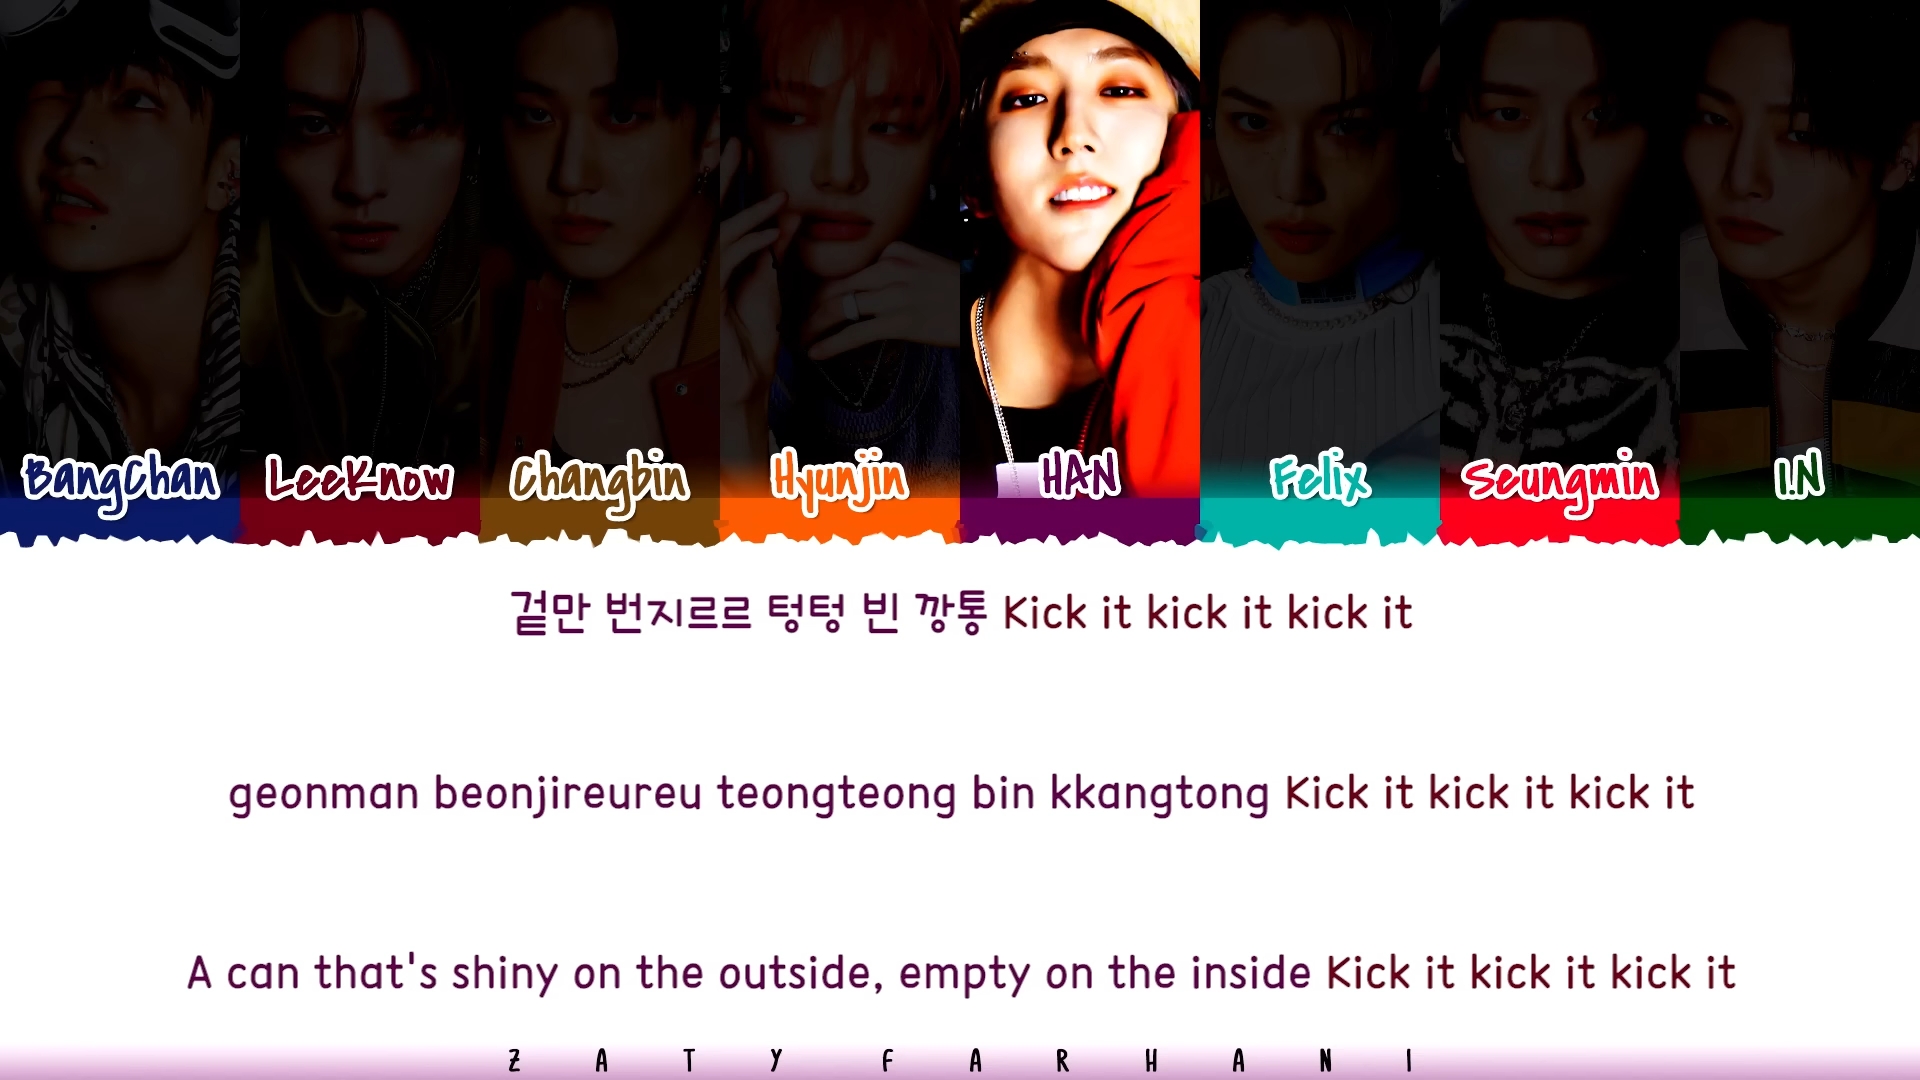 BangChan LeeKnow Changbin Hyunjin HAN Felix Seungmin I.N
겉만 번지르르 텅텅 빈 깡통 Kick it kick it kick it
geonman beonjireureu teongteong bin kkangtong Kick it kick it kick it
A can that's shiny on the outside, empty on the inside Kick it kick it kick it
ZATY FARHANI